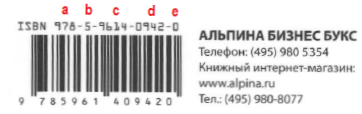 a b c d e
ISBN 978-5-9614-0942-0
9 785961 409420
АЛЬПИНА БИЗНЕС БУКС
Телефон: (495) 980 5354
Книжный интернет-магазин:
www.alpina.ru
Тел.: (495) 980-8077